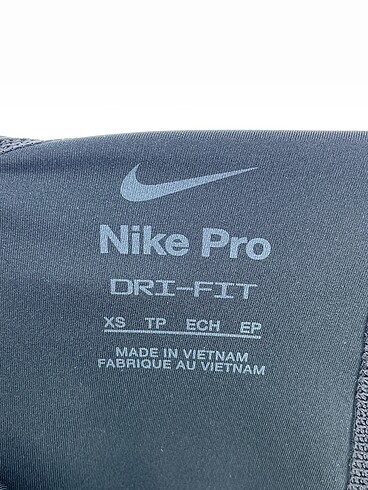 Nike Pro
DRI-FIT
XS TP ECH EP
MADE IN VIETNAM
FABRIQUE AU VIETNAM